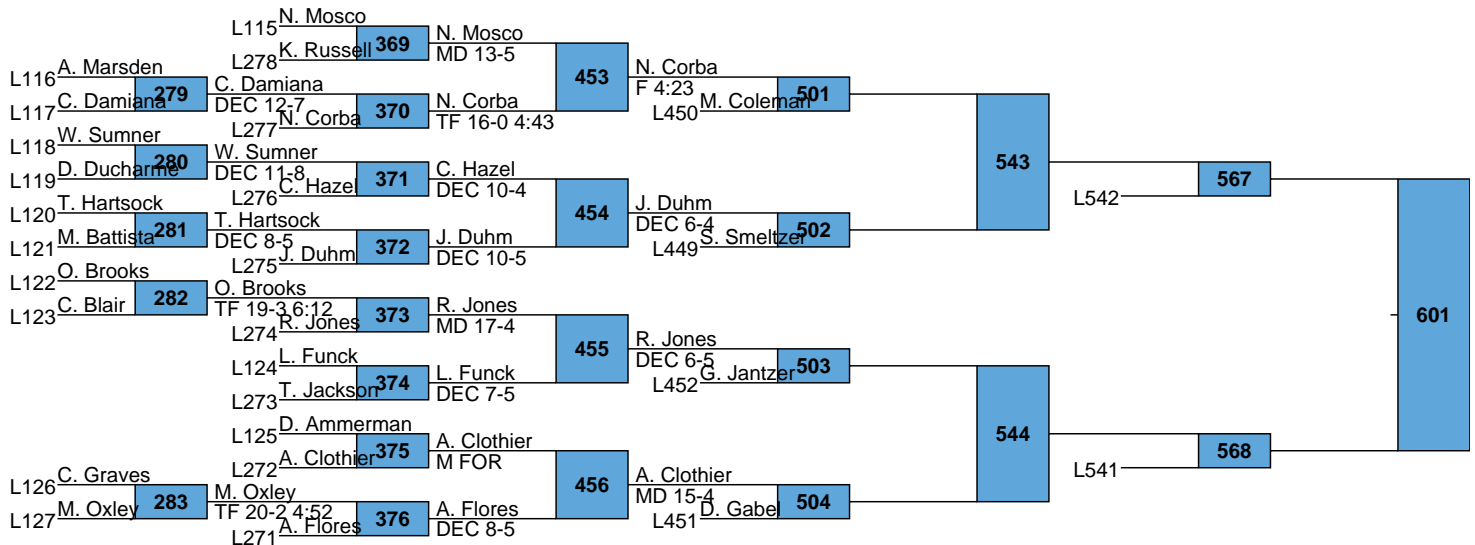 L115 N. Mosco
369
L278 K. Russell
N. Mosco
MD 13-5
L116 A. Marsden
279
L117 C. Damiana
C. Damiana
DEC 12-7
370
L277 N. Corba
N. Corba
TF 16-0 4:43
453
N. Corba
F 4:23
501
L450 M. Coleman
L118 W. Sumner
280
L119 D. Ducharme
W. Sumner
DEC 11-8
371
L276 C. Hazel
C. Hazel
DEC 10-4
454
L120 T. Hartsock
281
L121 M. Battista
T. Hartsock
DEC 8-5
372
L275 J. Duhm
J. Duhm
DEC 10-5
J. Duhm
DEC 6-4
502
L449 S. Smeltzer
543
L542
567
L122 O. Brooks
282
L123 C. Blair
O. Brooks
TF 19-3 6:12
373
L274 R. Jones
R. Jones
MD 17-4
455
L124 L. Funck
374
L273 T. Jackson
L. Funck
DEC 7-5
R. Jones
DEC 6-5
503
L452 G. Jantzer
601
L125 D. Ammerman
375
L272 A. Clothier
A. Clothier
M FOR
456
L126 C. Graves
283
L127 M. Oxley
M. Oxley
TF 20-2 4:52
376
L271 A. Flores
A. Flores
DEC 8-5
A. Clothier
MD 15-4
504
L451 D. Gabel
544
L541
568